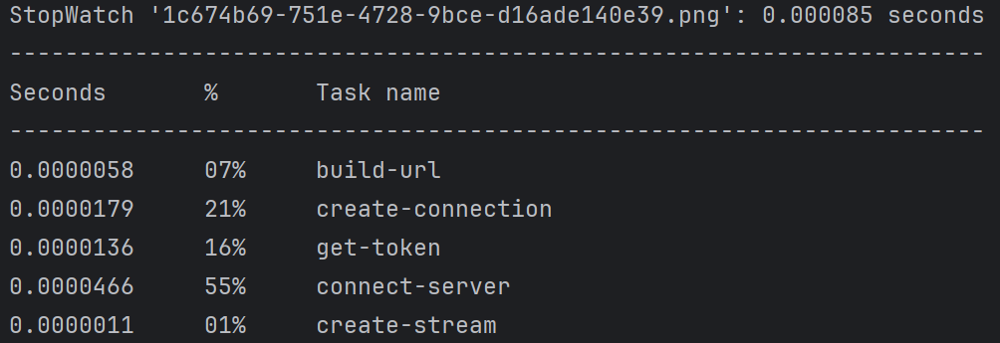 StopWatch '1c674b69-751e-4728-9bce-d16ade140e39.png': 0.000085 seconds
----------------------------------------------------------------------
Seconds       %       Task name
----------------------------------------------------------------------
0.0000058     07%     build-url
0.0000179     21%     create-connection
0.0000136     16%     get-token
0.0000466     55%     connect-server
0.0000011     01%     create-stream